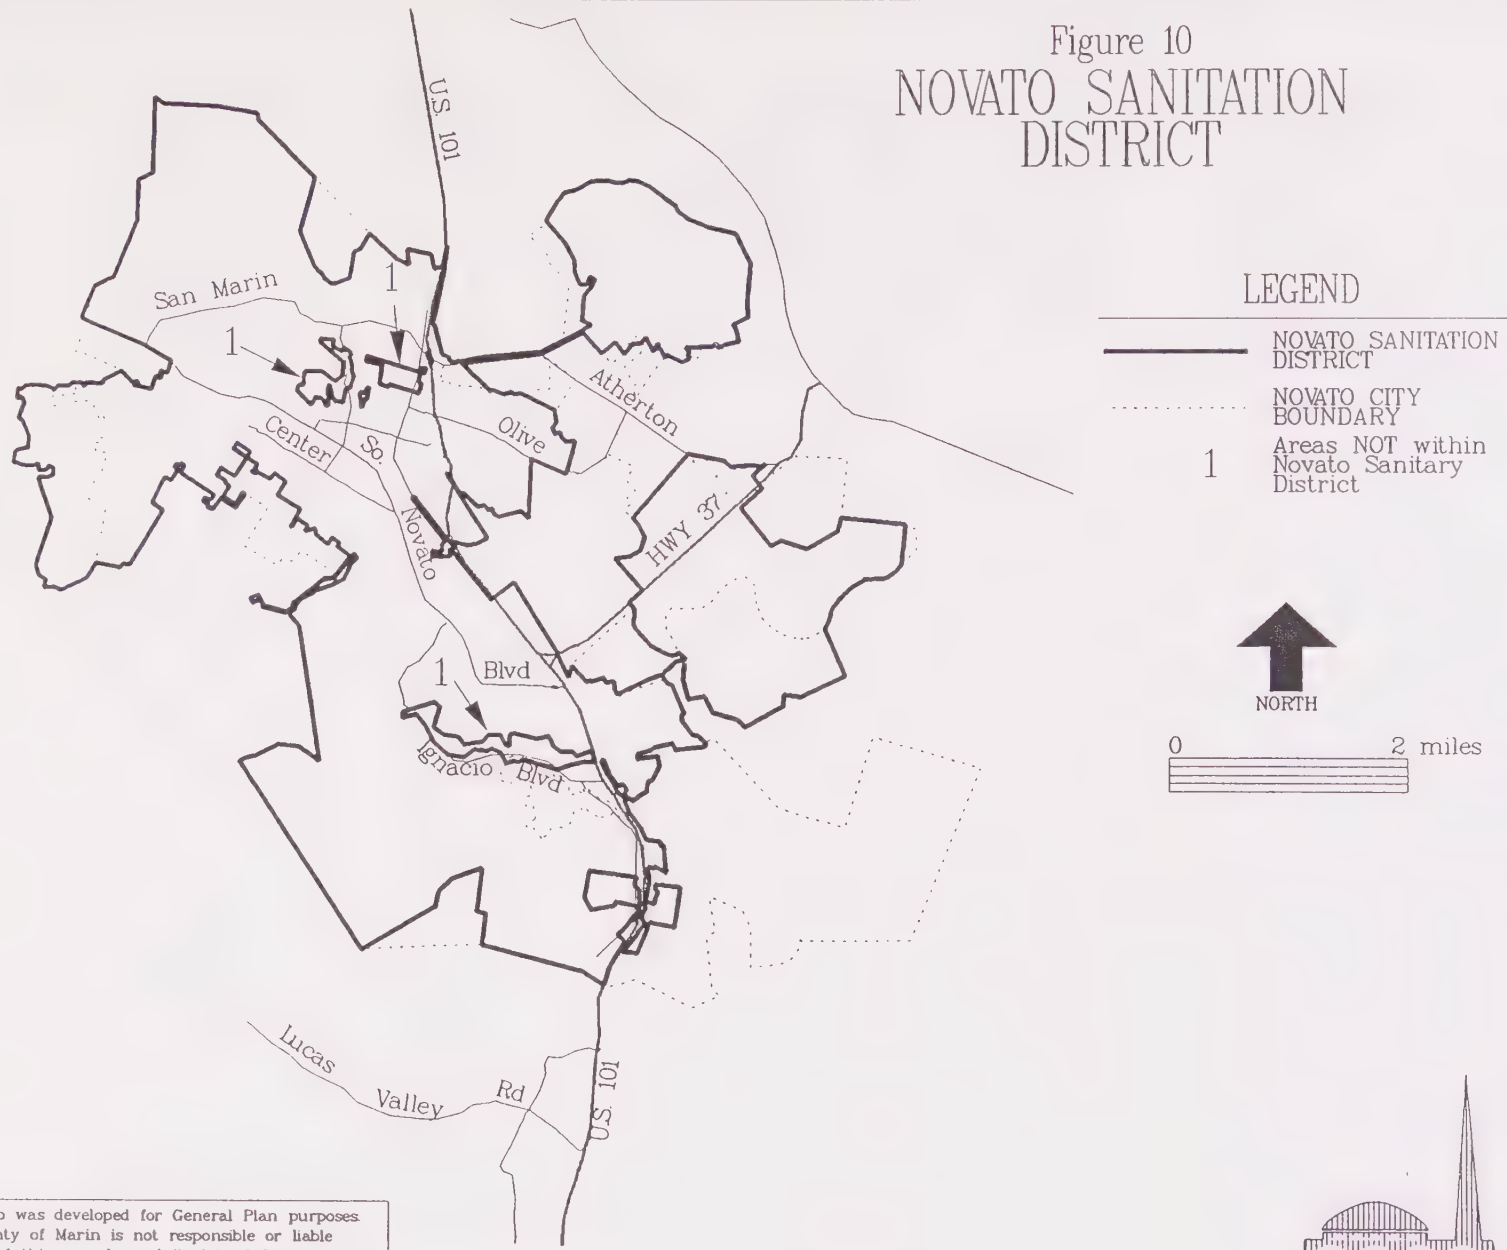 Figure 10
NOVATO SANITATION
DISTRICT
U.S. 101
San Marin
1
1
Atherton
Olive
Center
So.
Novato
HWY 37
Blvd
1
Ignacio Blvd
Lucas
Valley
Rd
U.S. 101
LEGEND
NOVATO SANITATION
DISTRICT
NOVATO CITY
BOUNDARY
1
Areas NOT within
Novato Sanitary
District
NORTH
0 2 miles
was developed for General Plan purposes.
of Marin is not responsible or liable